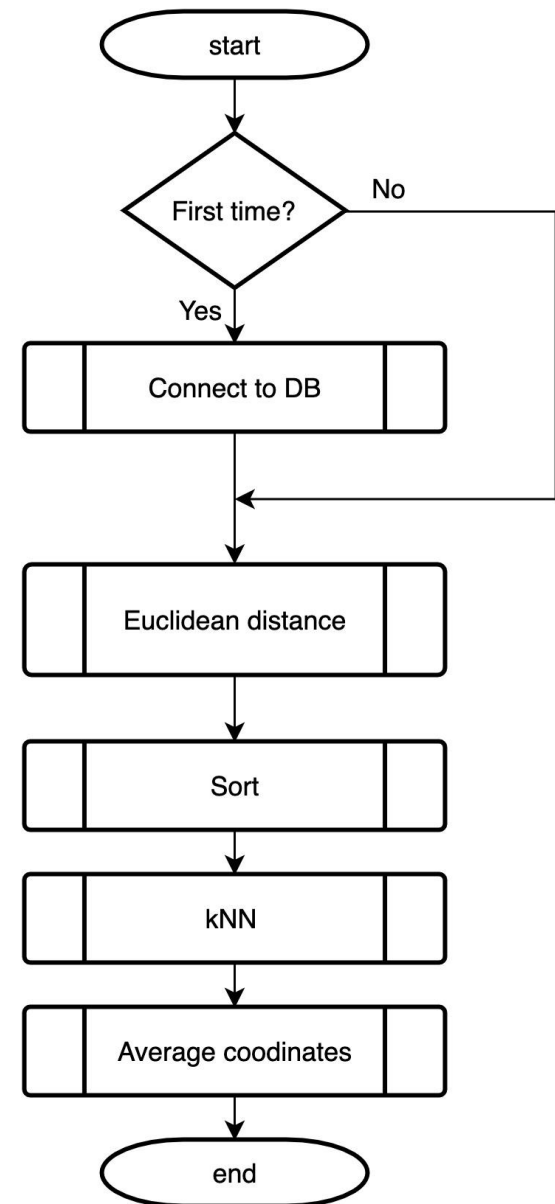 start
First time?
No
Yes
Connect to DB
Euclidean distance
Sort
kNN
Average coodinates
end